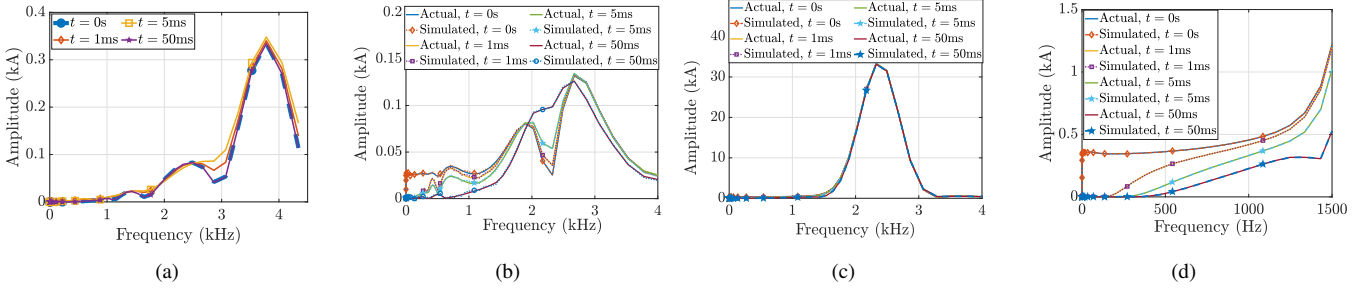 t = 0s
t = 5ms
t = 1ms
t = 50ms
0.4
0.3
0.2
0.1
0
Amplitude (kA)
0 1 2 3 4
Frequency (kHz)
(a)
Actual, t = 0s
Actual, t = 5ms
Simulated, t = 0s
Simulated, t = 5ms
Actual, t = 1ms
Actual, t = 50ms
Simulated, t = 1ms
Simulated, t = 50ms
0.2
0.15
0.1
0.05
0
Amplitude (kA)
0 1 2 3 4
Frequency (kHz)
(b)
Actual, t = 0s
Actual, t = 5ms
Simulated, t = 0s
Simulated, t = 5ms
Actual, t = 1ms
Actual, t = 50ms
Simulated, t = 1ms
Simulated, t = 50ms
40
30
20
10
0
Amplitude (kA)
0 1 2 3 4
Frequency (kHz)
(c)
Actual, t = 0s
Simulated, t = 0s
Actual, t = 1ms
Simulated, t = 1ms
Actual, t = 5ms
Simulated, t = 5ms
Actual, t = 50ms
Simulated, t = 50ms
1.5
1
0.5
0
Amplitude (kA)
0 500 1000 1500
Frequency (Hz)
(d)